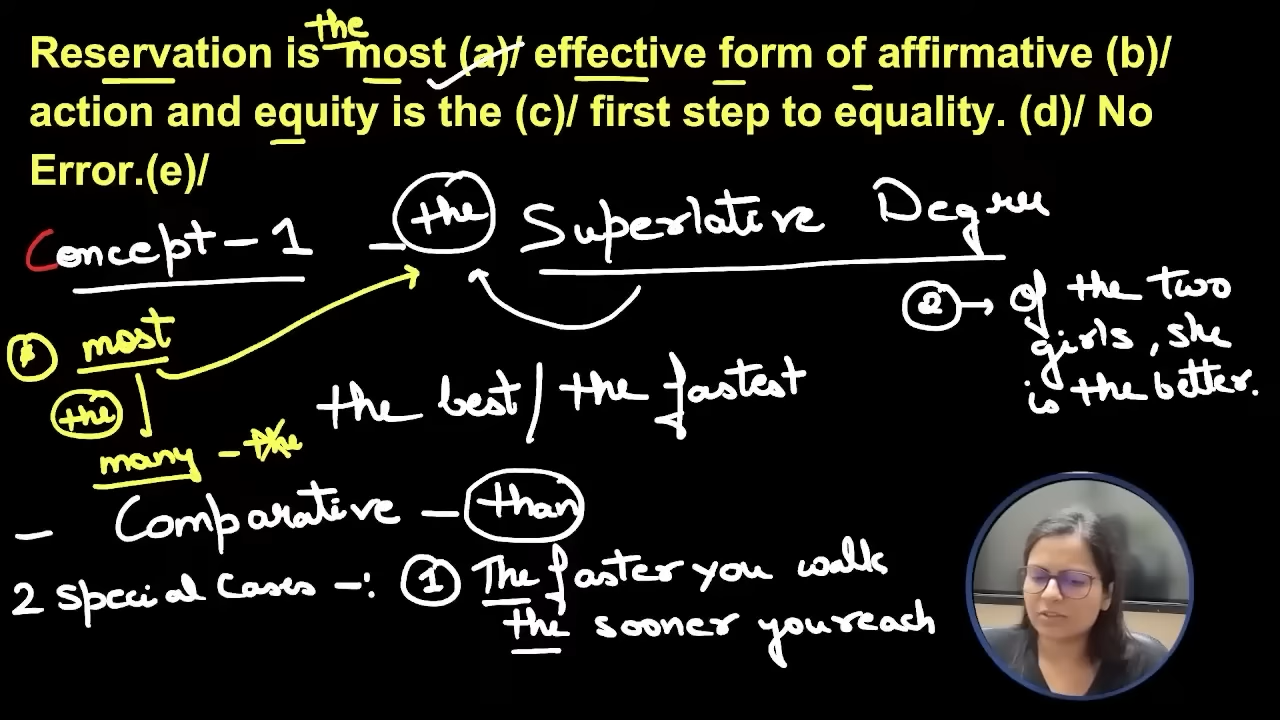 the
Reservation is most (a)/ effective form of affirmative (b)/
action and equity is the (c)/ first step to equality. (d)/ No
Error.(e)/
Concept-1 - the Superlative Degree
most
the
many - the
the best/ the fastest
2 → Of the two
girls, she
is the better.
- Comparative - than
2 Special Cases -: 1 The faster you walk
the sooner you reach